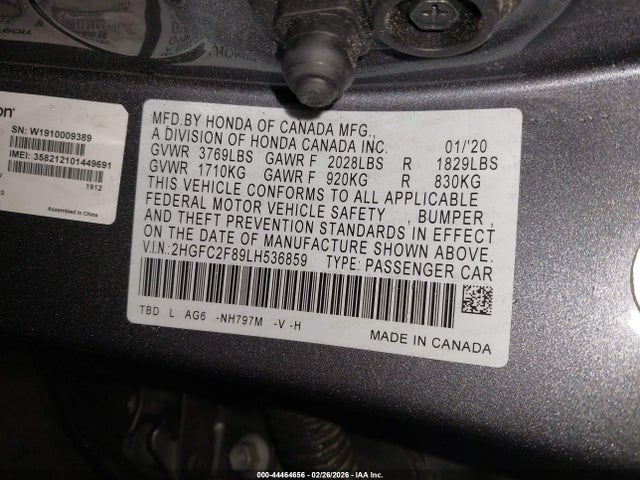 on
SN: W1910009389
IMEI: 358212101449691
1912
Assembled in China
MFD.BY HONDA OF CANADA MFG.,
A DIVISION OF HONDA CANADA INC. 01/'20
GVWR 3769LBS GAWR F 2028LBS R 1829LBS
GVWR 1710KG GAWR F 920KG R 830KG
THIS VEHICLE CONFORMS TO ALL APPLICABLE
FEDERAL MOTOR VEHICLE SAFETY , BUMPER ,
AND THEFT PREVENTION STANDARDS IN EFFECT
ON THE DATE OF MANUFACTURE SHOWN ABOVE.
V.I.N.:2HGFC2F89LH536859 TYPE: PASSENGER CAR
TBD L AG6 -NH797M -V -H
MADE IN CANADA
000-44464656 | 02/26/2026 | IAA Inc.